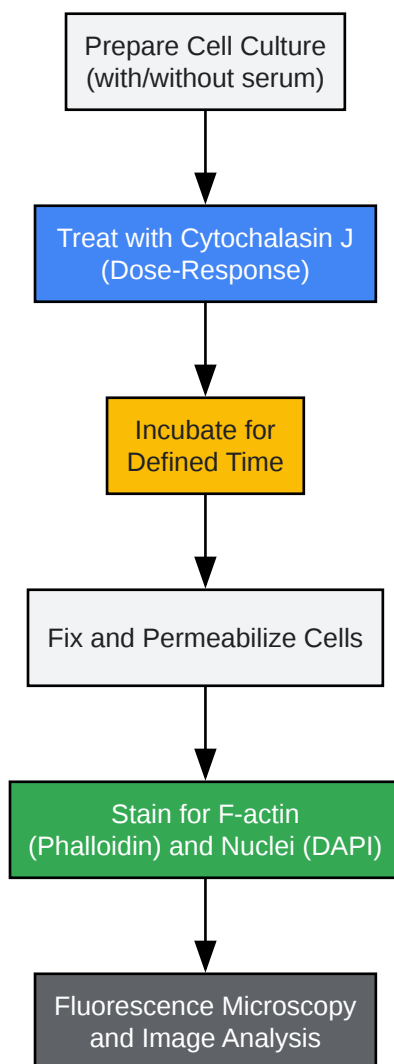 Prepare Cell Culture
(with/without serum)
Treat with Cytochalasin J
(Dose-Response)
Incubate for
Defined Time
Fix and Permeabilize Cells
Stain for F-actin
(Phalloidin) and Nuclei (DAPI)
Fluorescence Microscopy
and Image Analysis